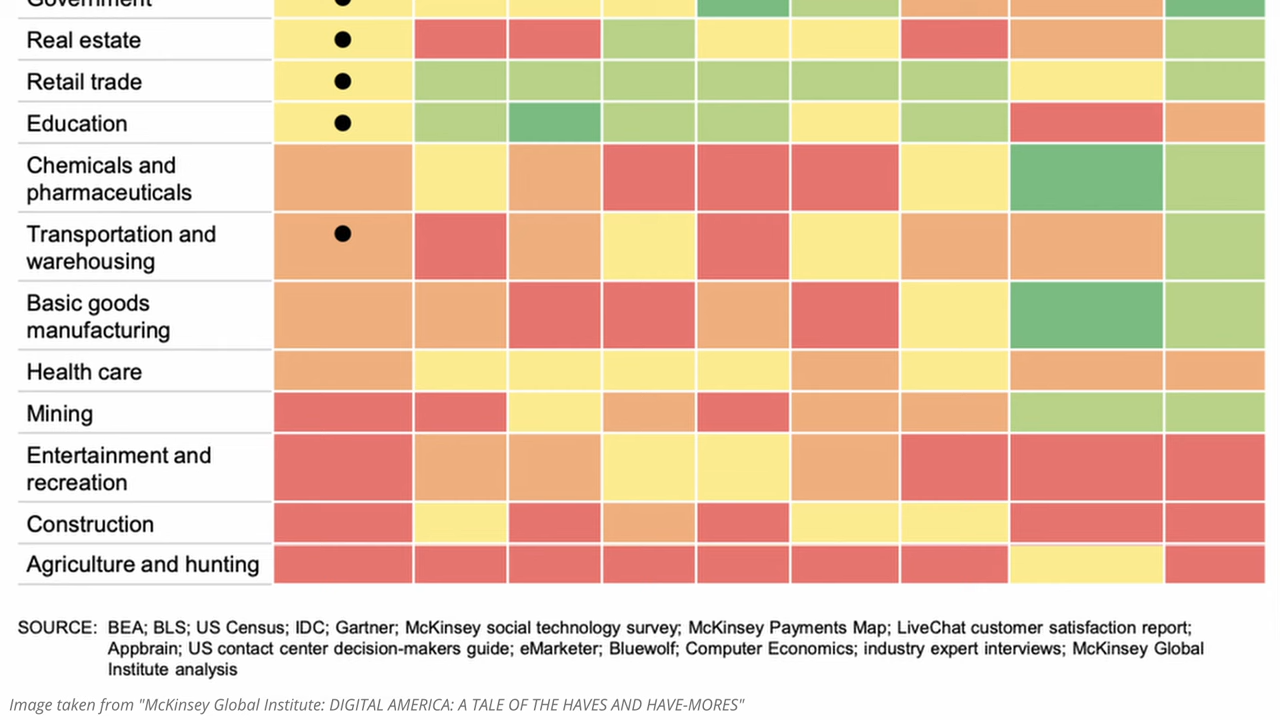 Government
Real estate
Retail trade
Education
Chemicals and
pharmaceuticals
Transportation and
warehousing
Basic goods
manufacturing
Health care
Mining
Entertainment and
recreation
Construction
Agriculture and hunting
SOURCE: BEA; BLS; US Census; IDC; Gartner; McKinsey social technology survey; McKinsey Payments Map; LiveChat customer satisfaction report;
Appbrain; US contact center decision-makers guide; eMarketer; Bluewolf; Computer Economics; industry expert interviews; McKinsey Global
Institute analysis
Image taken from "McKinsey Global Institute: DIGITAL AMERICA: A TALE OF THE HAVES AND HAVE-MORES"